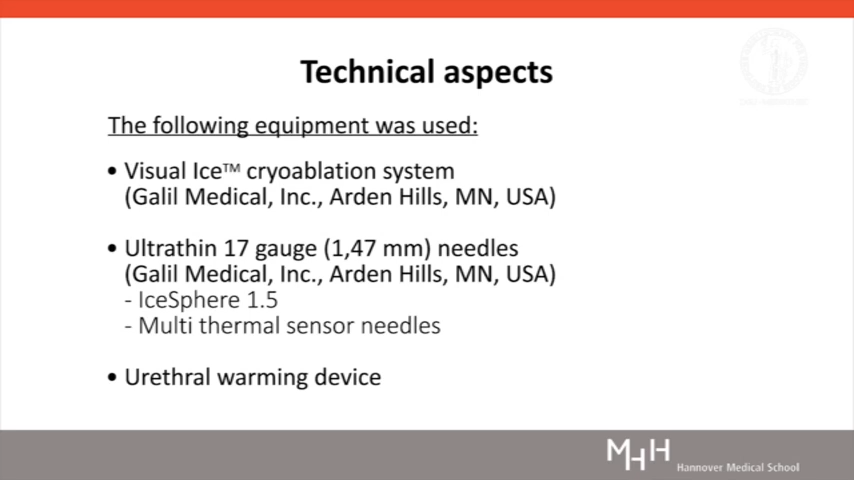 Technical aspects
The following equipment was used:
• Visual Ice™ cryoablation system
(Galil Medical, Inc., Arden Hills, MN, USA)
• Ultrathin 17 gauge (1,47 mm) needles
(Galil Medical, Inc., Arden Hills, MN, USA)
- IceSphere 1.5
- Multi thermal sensor needles
• Urethral warming device
MHH
Hannover Medical School